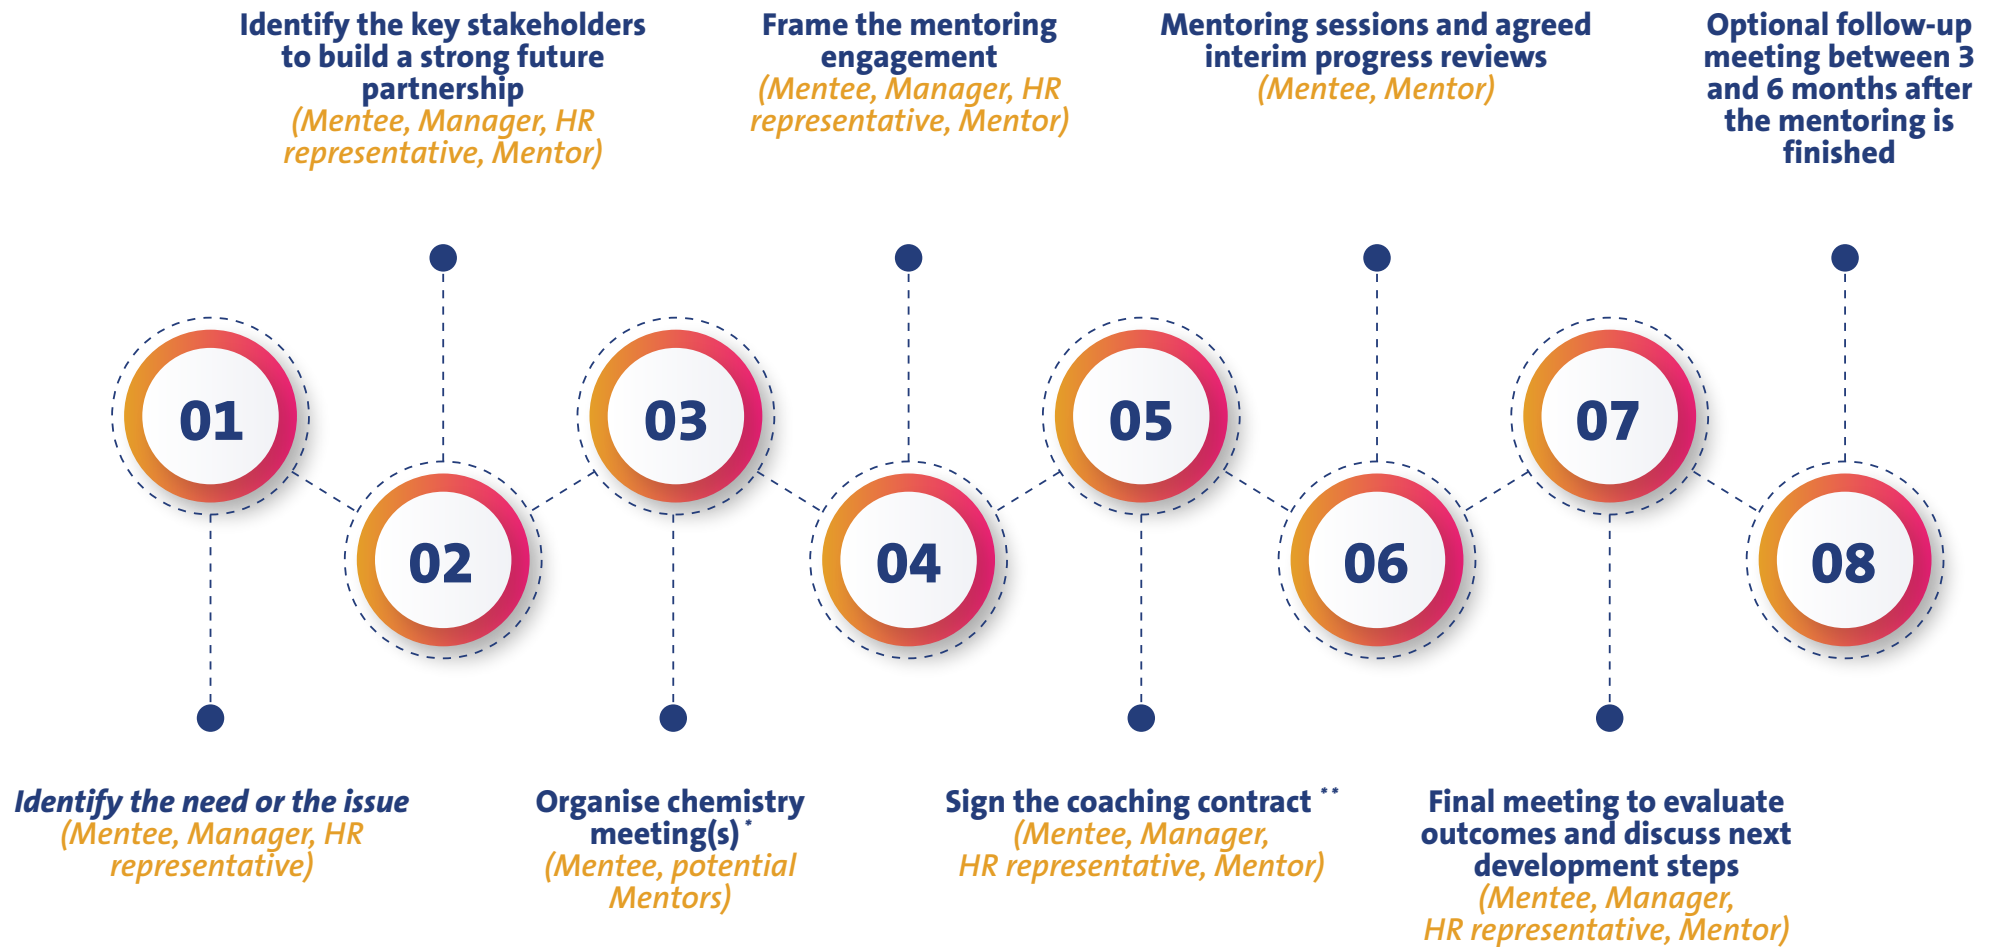 Identify the key stakeholders
to build a strong future
partnership
(Mentee, Manager, HR
representative, Mentor)
Frame the mentoring
engagement
(Mentee, Manager, HR
representative, Mentor)
Mentoring sessions and agreed
interim progress reviews
(Mentee, Mentor)
Optional follow-up
meeting between 3
and 6 months after
the mentoring is
finished
01
02
03
04
05
06
07
08
Identify the need or the issue
(Mentee, Manager, HR
representative)
Organise chemistry
meeting(s) *
(Mentee, potential
Mentors)
Sign the coaching contract **
(Mentee, Manager,
HR representative, Mentor)
Final meeting to evaluate
outcomes and discuss next
development steps
(Mentee, Manager,
HR representative, Mentor)